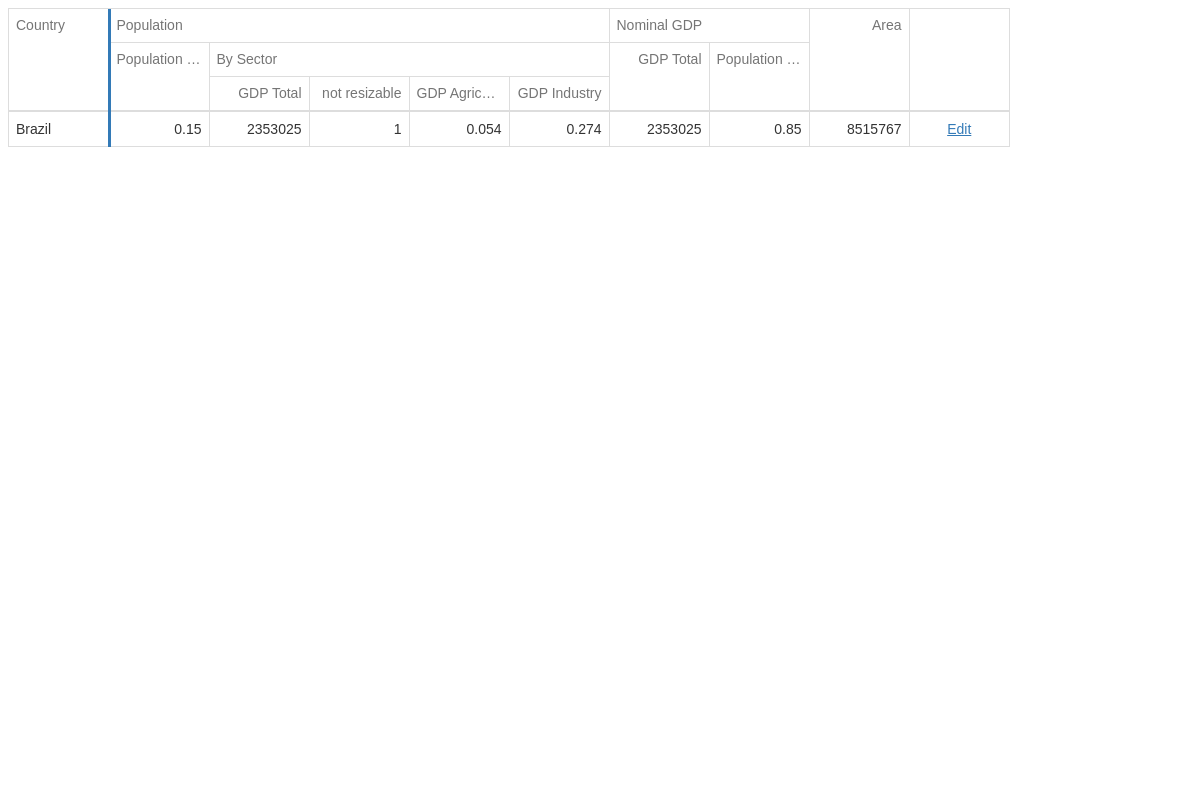 Country Population Nominal GDP Area
Population … By Sector GDP Total Population …
GDP Total not resizable GDP Agric… GDP Industry
Brazil 0.15 2353025 1 0.054 0.274 2353025 0.85 8515767 Edit